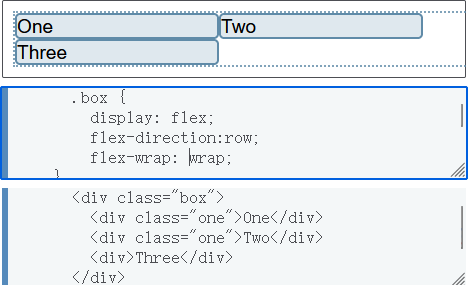 One Two
Three
.box {
display: flex;
flex-direction:row;
flex-wrap: wrap;
}
<div class="box">
<div class="one">One</div>
<div class="one">Two</div>
<div>Three</div>
</div>